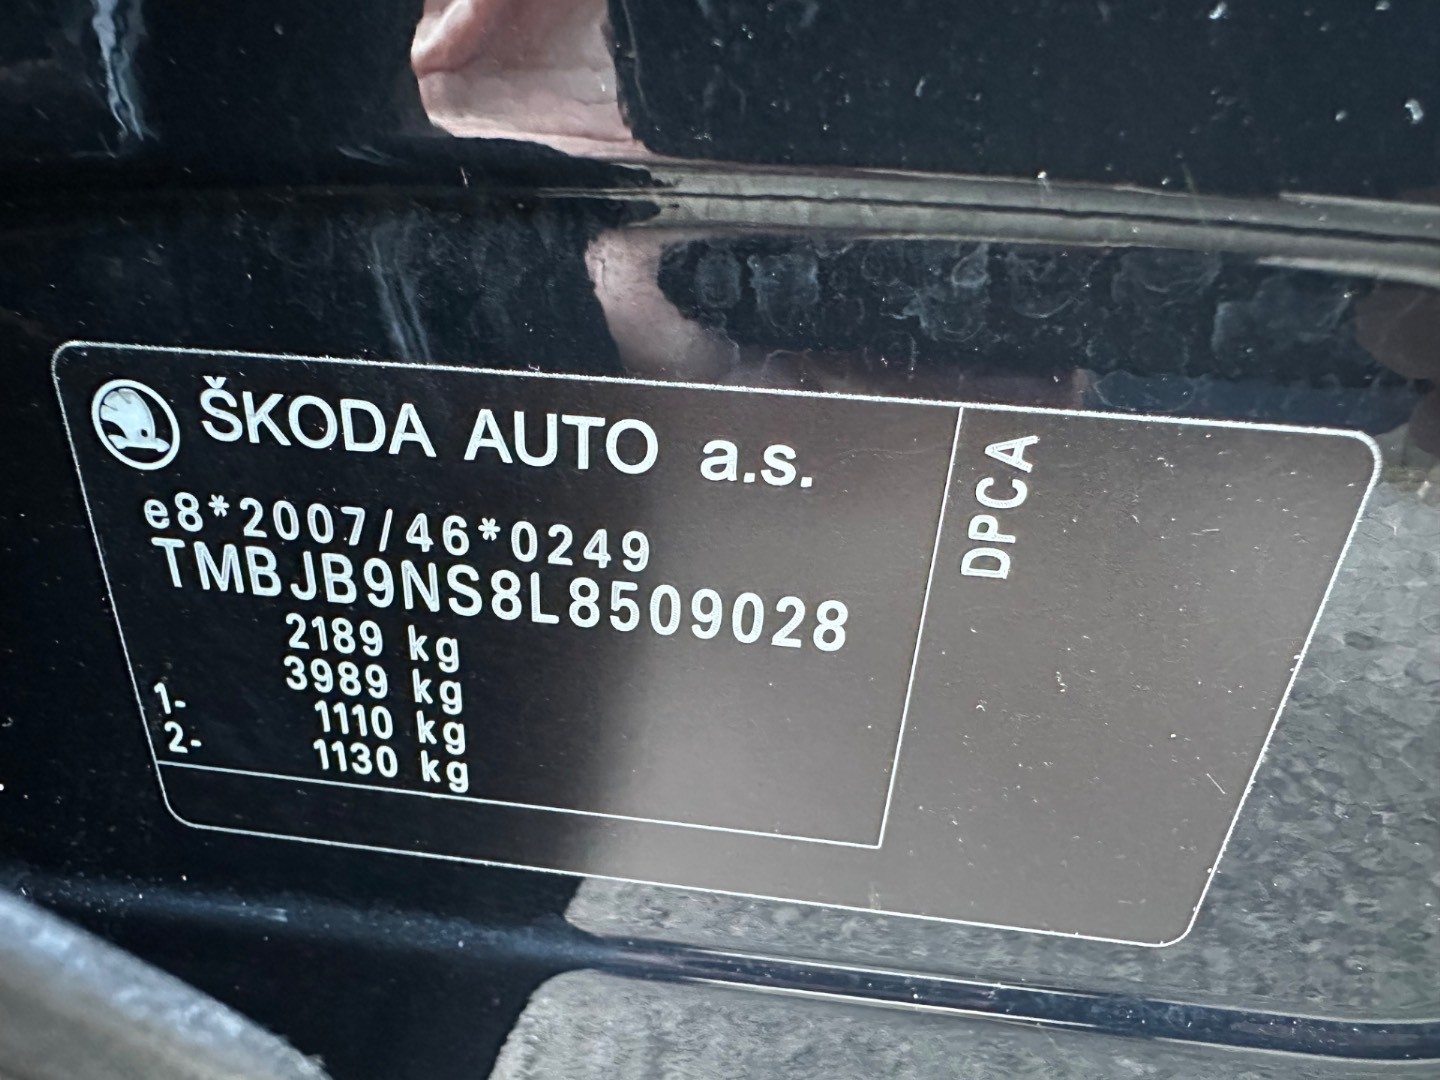 ŠKODA AUTO a.s.
e8*2007/46*0249
TMBJB9NS8L8509028
2189 kg
3989 kg
1- 1110 kg
2- 1130 kg
DPCA